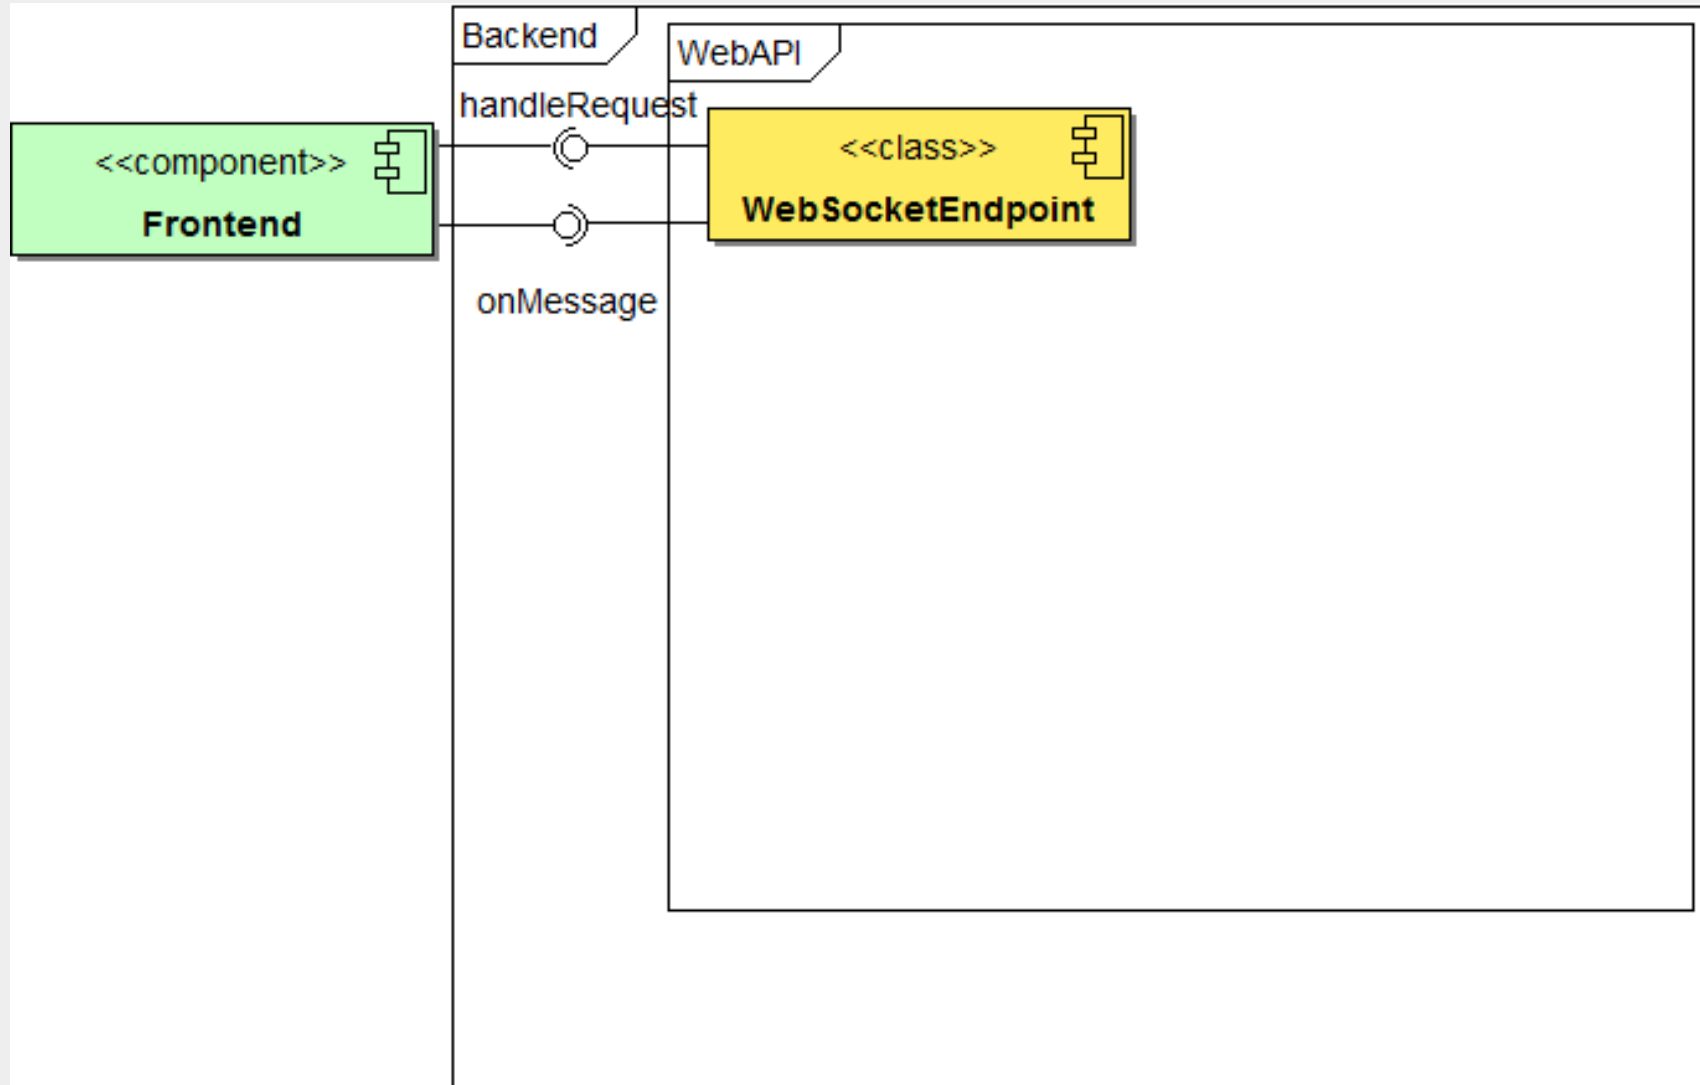 Backend
WebAPI
handleRequest
<<component>>
Frontend
<<class>>
WebSocketEndpoint
onMessage